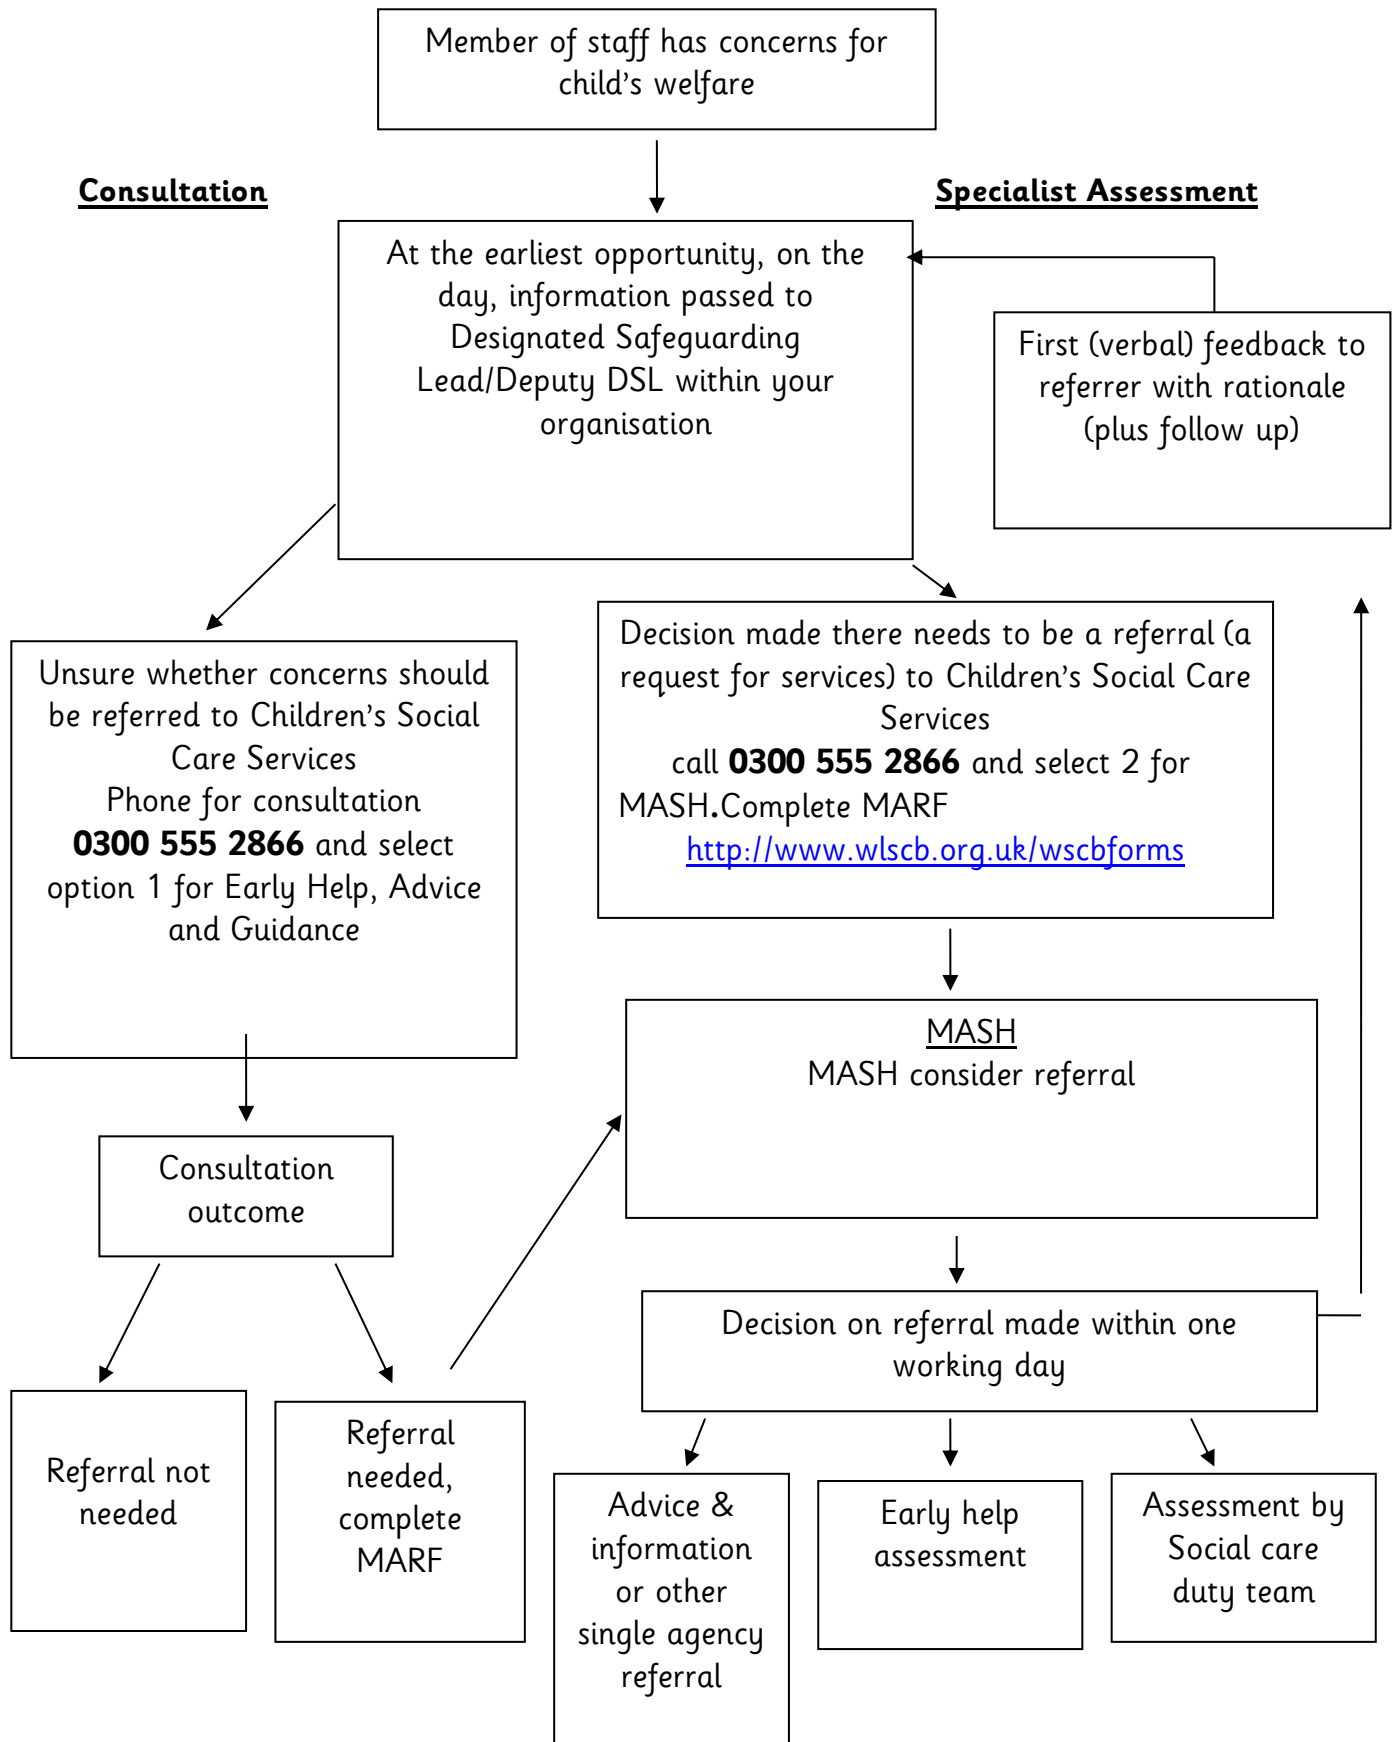 Member of staff has concerns for
child's welfare
Consultation
Specialist Assessment
At the earliest opportunity, on the
day, information passed to
Designated Safeguarding
Lead/Deputy DSL within your
organisation
First (verbal) feedback to
referrer with rationale
(plus follow up)
Unsure whether concerns should
be referred to Children's Social
Care Services
Phone for consultation
0300 555 2866 and select
option 1 for Early Help, Advice
and Guidance
Decision made there needs to be a referral (a
request for services) to Children's Social Care
Services
call 0300 555 2866 and select 2 for
MASH.Complete MARF
http://www.wlscb.org.uk/wscbforms
MASH
MASH consider referral
Consultation
outcome
Decision on referral made within one
working day
Referral not
needed
Referral
needed,
complete
MARF
Advice &
information
or other
single agency
referral
Early help
assessment
Assessment by
Social care
duty team